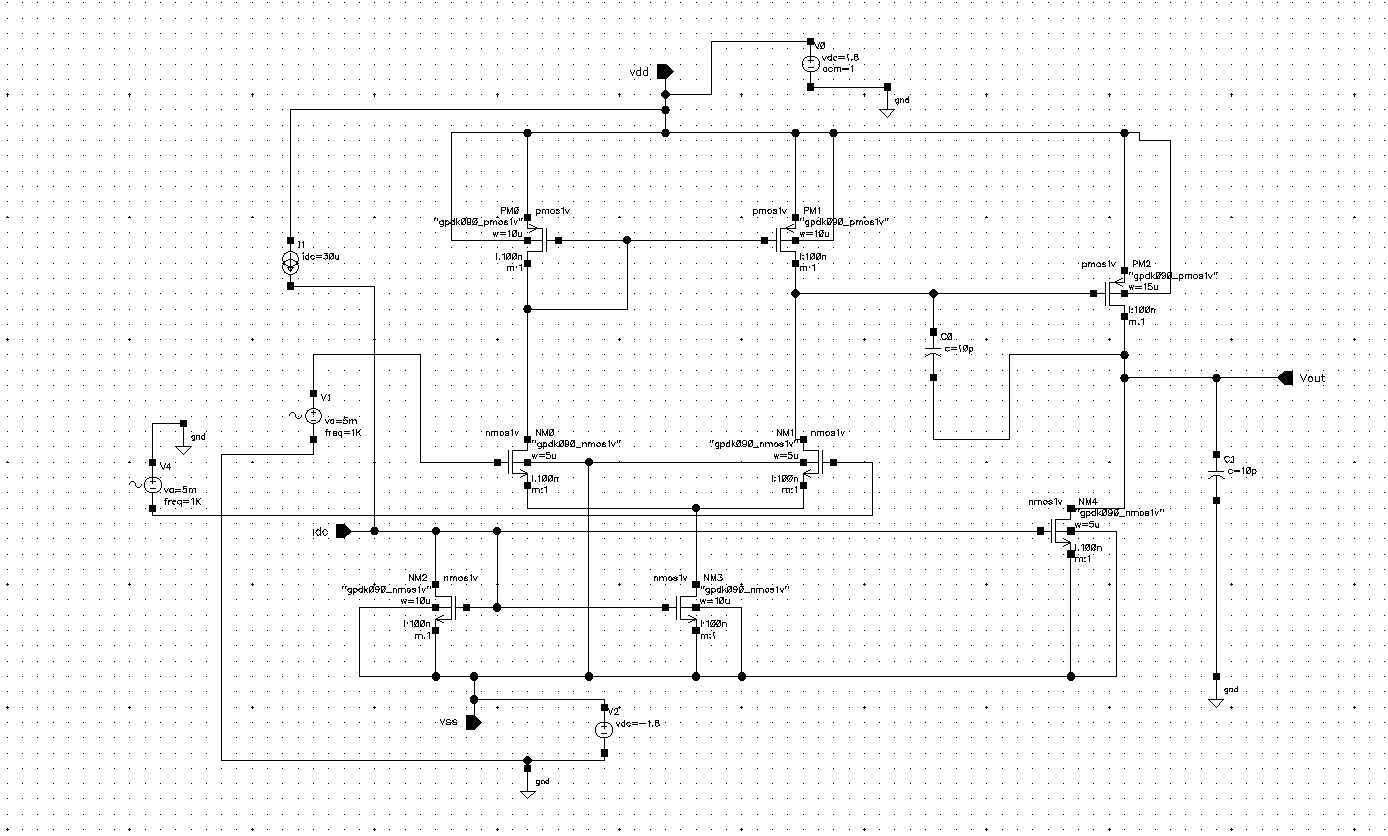 V0
vdc=1.8
acm=1
vdd
gnd
PM0
pmos1v
"gpdk090_pmos1v"
w=10u
l:100n
m:1
pmos1v
PM1
"gpdk090_pmos1v"
w=10u
l:100n
m:1
I1
idc=30u
pmos1v
PM2
"gpdk090_pmos1v"
w=15u
l:100n
m:1
C0
c=10p
Vout
V1
va=5m
freq=1K
gnd
V4
va=5m
freq=1K
nmos1v
NM0
"gpdk090_nmos1v"
w=5u
l:100n
m:1
NM1
nmos1v
"gpdk090_nmos1v"
w=5u
l:100n
m:1
C1
c=10p
idc
nmos1v
NM4
"gpdk090_nmos1v"
w=5u
l:100n
m:1
NM2
nmos1v
"gpdk090_nmos1v"
w=10u
l:100n
m:1
nmos1v
NM3
"gpdk090_nmos1v"
w=10u
l:100n
m:1
gnd
vss
V2
vdc=-1.8
gnd